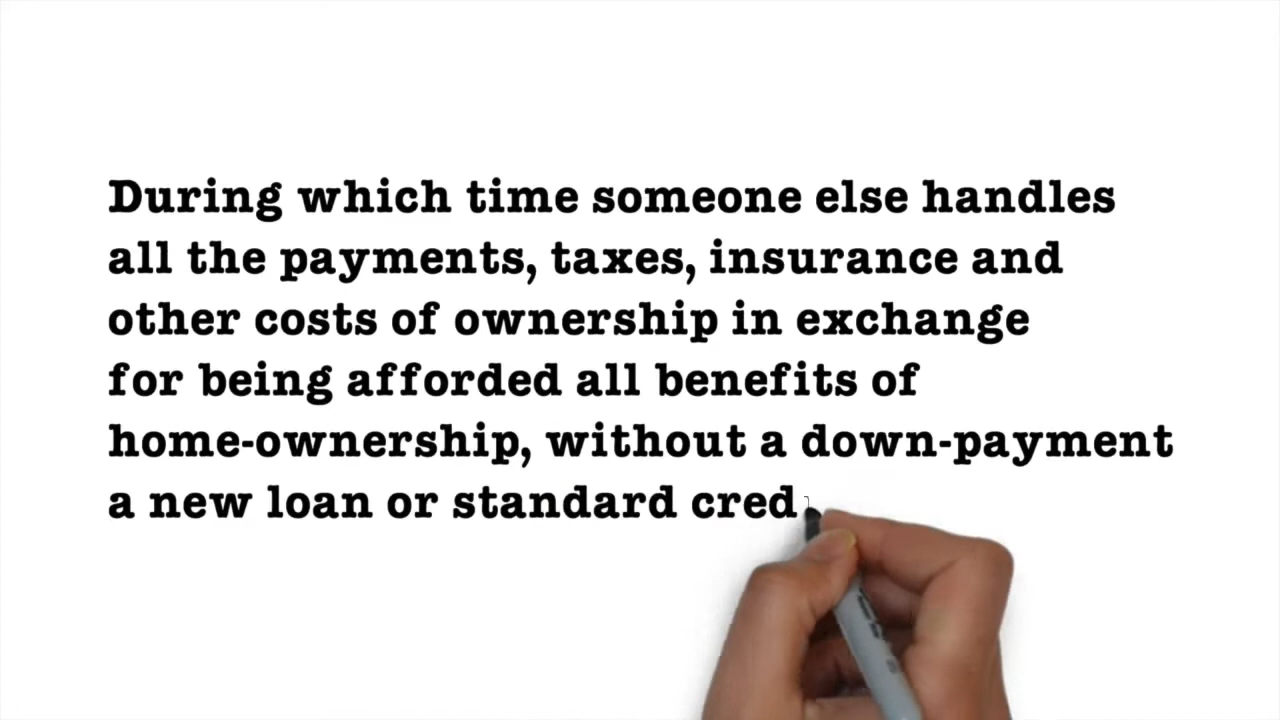 During which time someone else handles
all the payments, taxes, insurance and
other costs of ownership in exchange
for being afforded all benefits of
home-ownership, without a down-payment
a new loan or standard cred